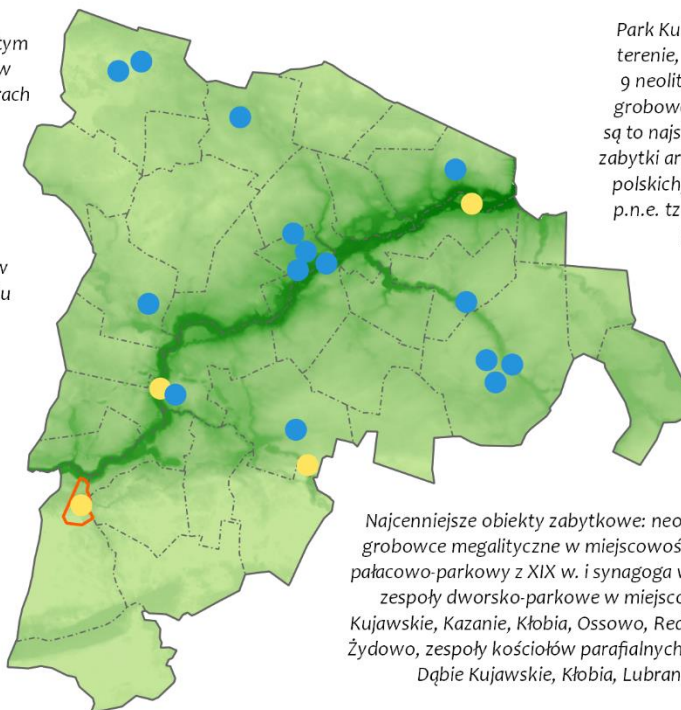 tym
w
ach
w
u
Park Ku
terenie,
9 neolit
grobow
są to najs
zabytki ar
polskich
p.n.e. tz
Najcenniejsze obiekty zabytkowe: neo
grobowce megalityczne w miejscowoś
pałacowo-parkowy z XIX w. i synagoga w
zespoły dworsko-parkowe w miejsco
Kujawskie, Kazanie, Kłobia, Ossowo, Rec
Żydowo, zespoły kościołów parafialnych
Dąbie Kujawskie, Kłobia, Lubran